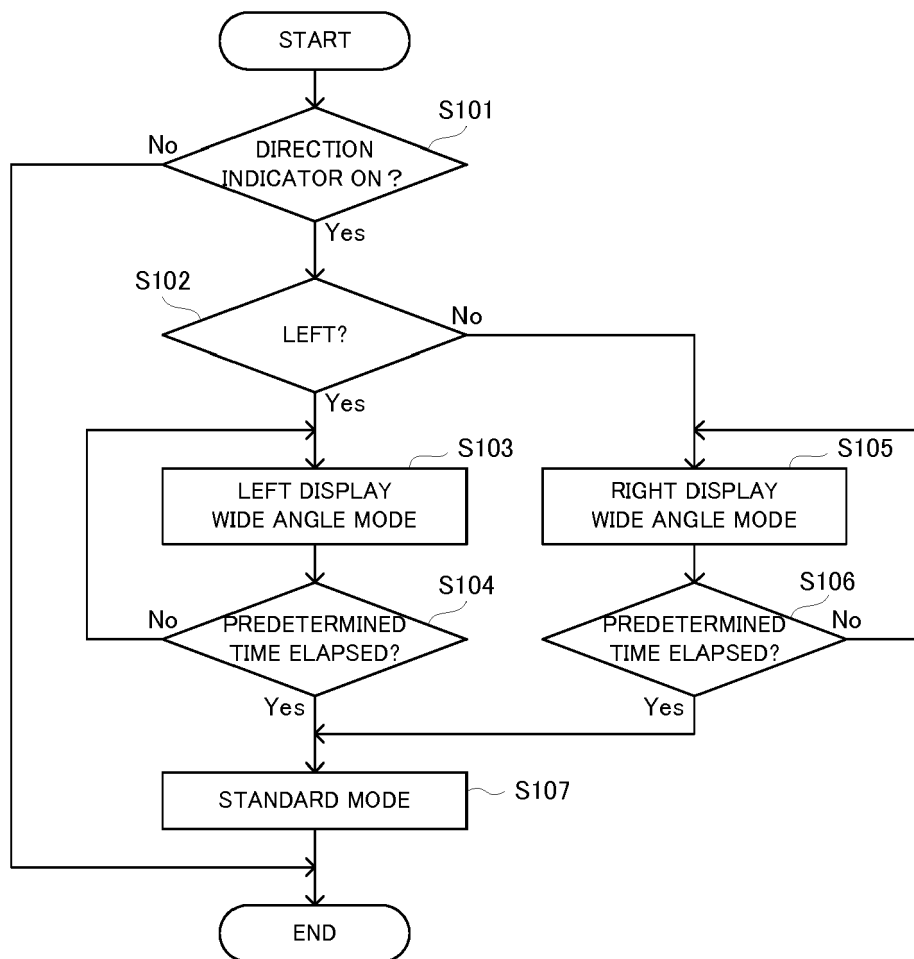 START
S101
No
DIRECTION
INDICATOR ON?
Yes
S102
No
LEFT?
Yes
S103
LEFT DISPLAY
WIDE ANGLE MODE
S105
RIGHT DISPLAY
WIDE ANGLE MODE
S104
No
PREDETERMINED
TIME ELAPSED?
Yes
S106
No
PREDETERMINED
TIME ELAPSED?
Yes
STANDARD MODE
S107
END